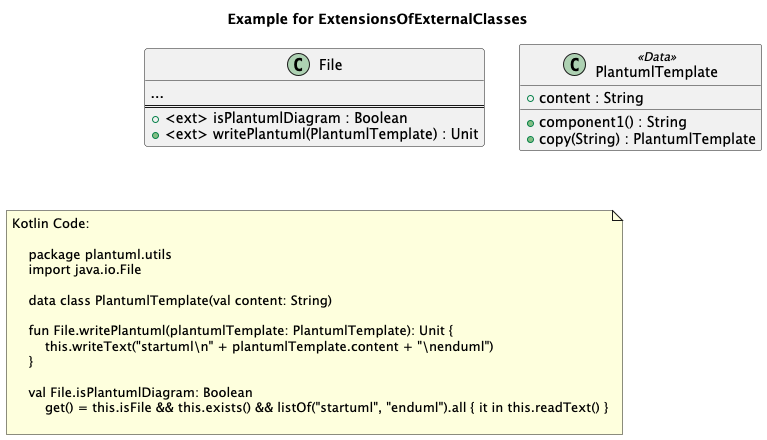 Example for ExtensionsOfExternalClasses
C File
...
<ext> isPlantumlDiagram : Boolean
<ext> writePlantuml(PlantumlTemplate) : Unit
«Data»
C PlantumlTemplate
content : String
component1() : String
copy(String) : PlantumlTemplate
Kotlin Code:
package plantuml.utils
import java.io.File
data class PlantumlTemplate(val content: String)
fun File.writePlantuml(plantumlTemplate: PlantumlTemplate): Unit {
this.writeText("startuml\n" + plantumlTemplate.content + "\nenduml")
}
val File.isPlantumlDiagram: Boolean
get() = this.isFile && this.exists() && listOf("startuml", "enduml").all { it in this.readText() }